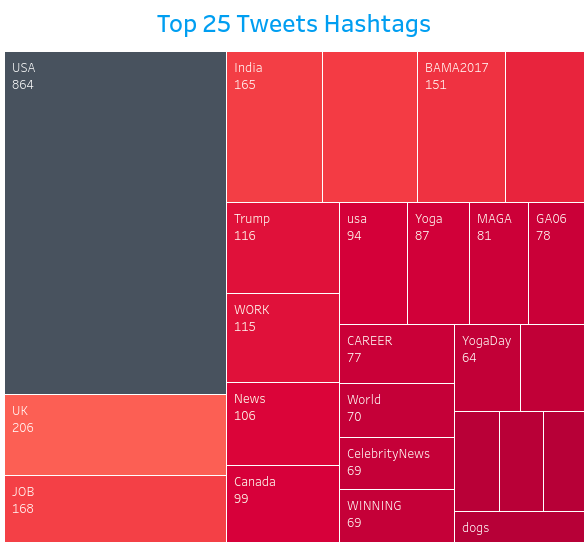 Top 25 Tweets Hashtags
USA
864
UK
206
JOB
168
India
165
BAMA2017
151
Trump
116
WORK
115
News
106
Canada
99
usa
94
Yoga
87
MAGA
81
GA06
78
CAREER
77
World
70
CelebrityNews
69
WINNING
69
YogaDay
64
dogs